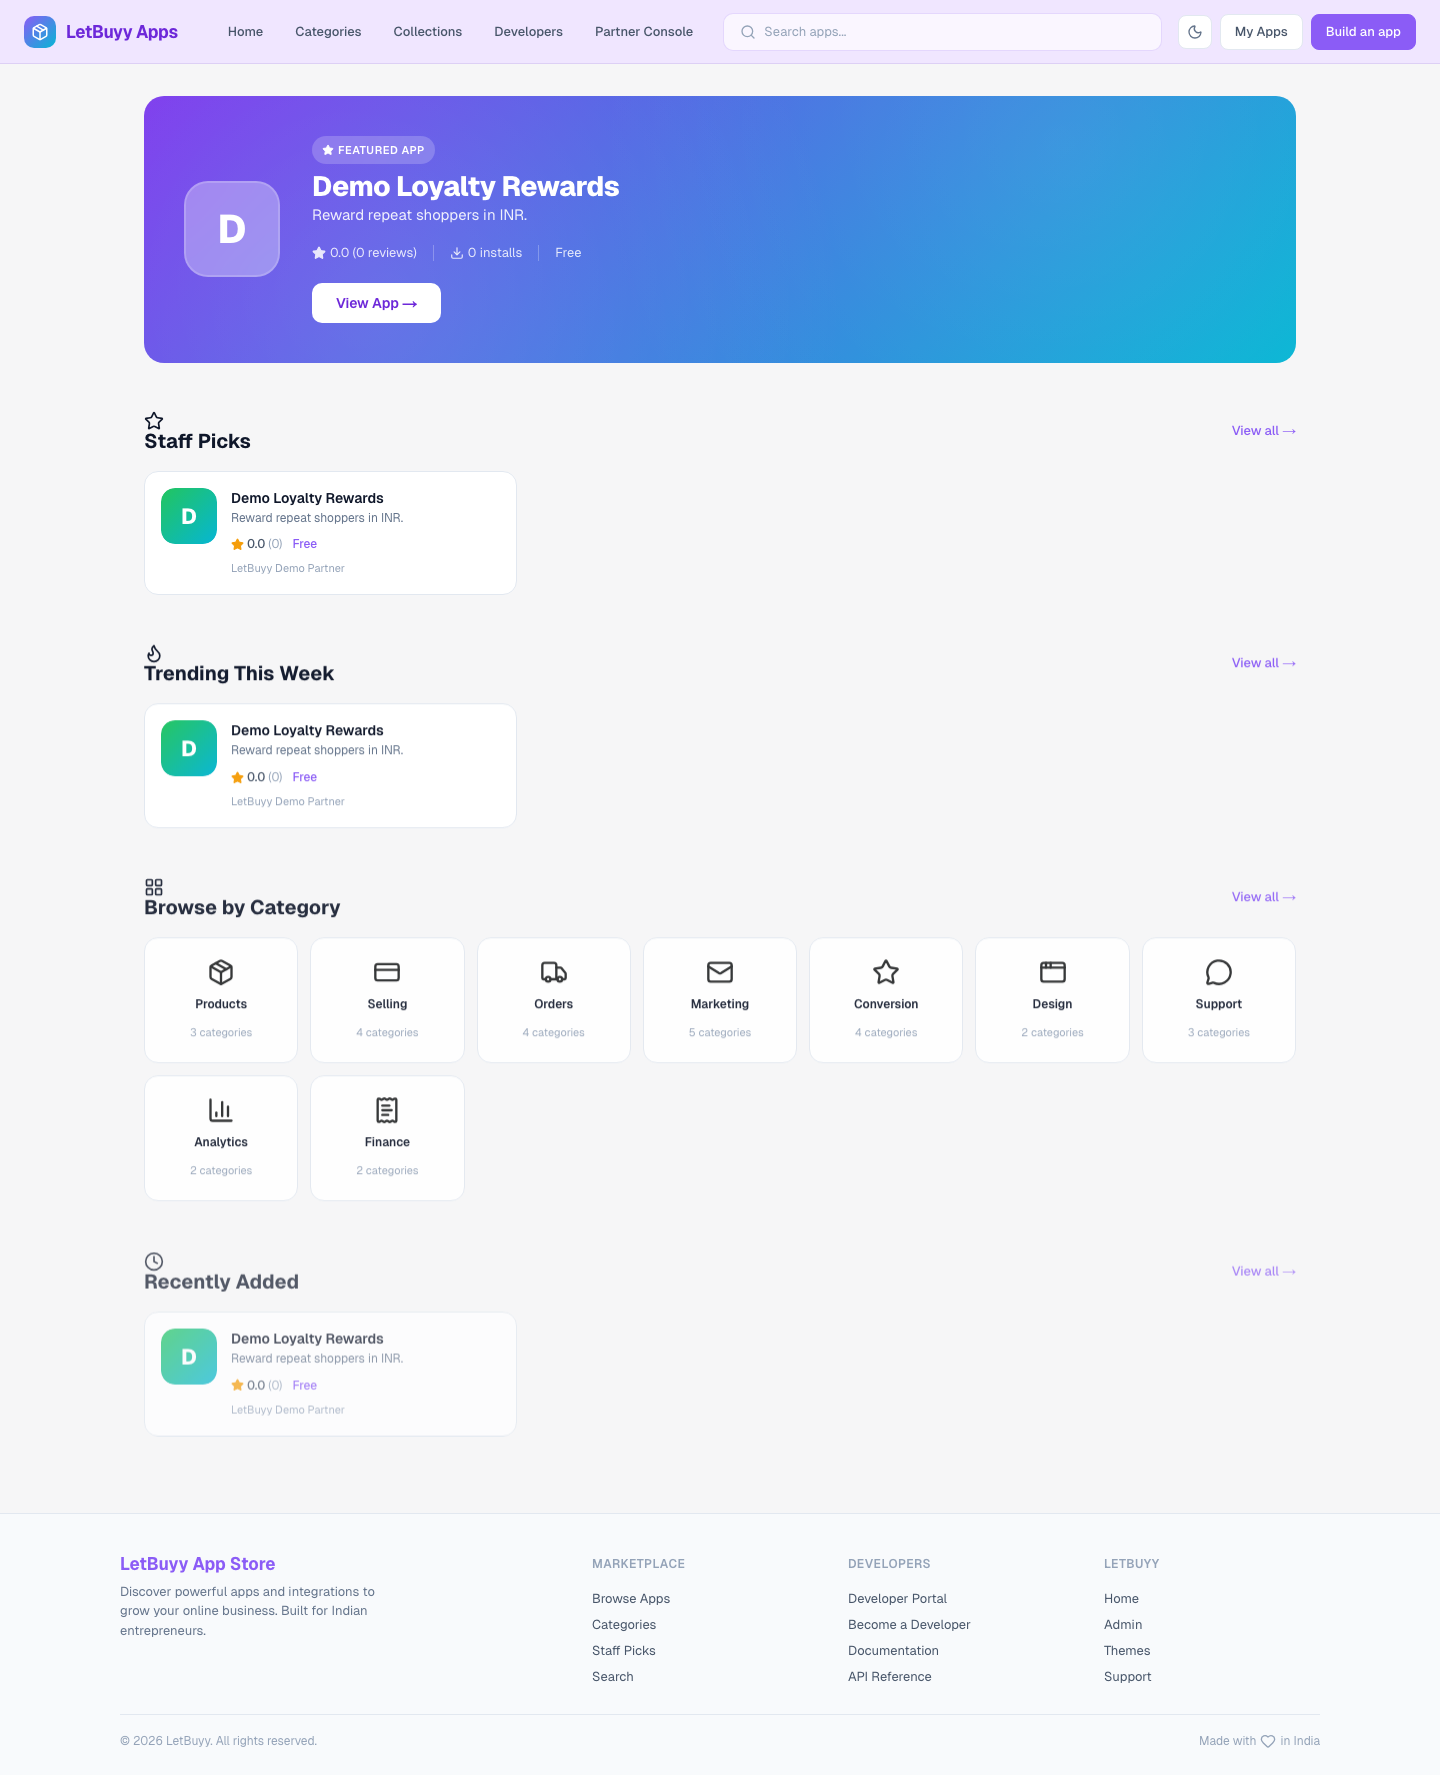 LetBuyy Apps
Home
Categories
Collections
Developers
Partner Console
Search apps...
My Apps
Build an app
FEATURED APP
D
Demo Loyalty Rewards
Reward repeat shoppers in INR.
0.0 (0 reviews)
0 installs
Free
View App →
Staff Picks
View all →
D
Demo Loyalty Rewards
Reward repeat shoppers in INR.
0.0 (0) Free
LetBuyy Demo Partner
Trending This Week
View all →
D
Demo Loyalty Rewards
Reward repeat shoppers in INR.
0.0 (0) Free
LetBuyy Demo Partner
Browse by Category
View all →
Products
3 categories
Selling
4 categories
Orders
4 categories
Marketing
5 categories
Conversion
4 categories
Design
2 categories
Support
3 categories
Analytics
2 categories
Finance
2 categories
Recently Added
View all →
D
Demo Loyalty Rewards
Reward repeat shoppers in INR.
0.0 (0) Free
LetBuyy Demo Partner
LetBuyy App Store
Discover powerful apps and integrations to
grow your online business. Built for Indian
entrepreneurs.
MARKETPLACE
Browse Apps
Categories
Staff Picks
Search
DEVELOPERS
Developer Portal
Become a Developer
Documentation
API Reference
LETBUYY
Home
Admin
Themes
Support
© 2026 LetBuyy. All rights reserved.
Made with ♡ in India